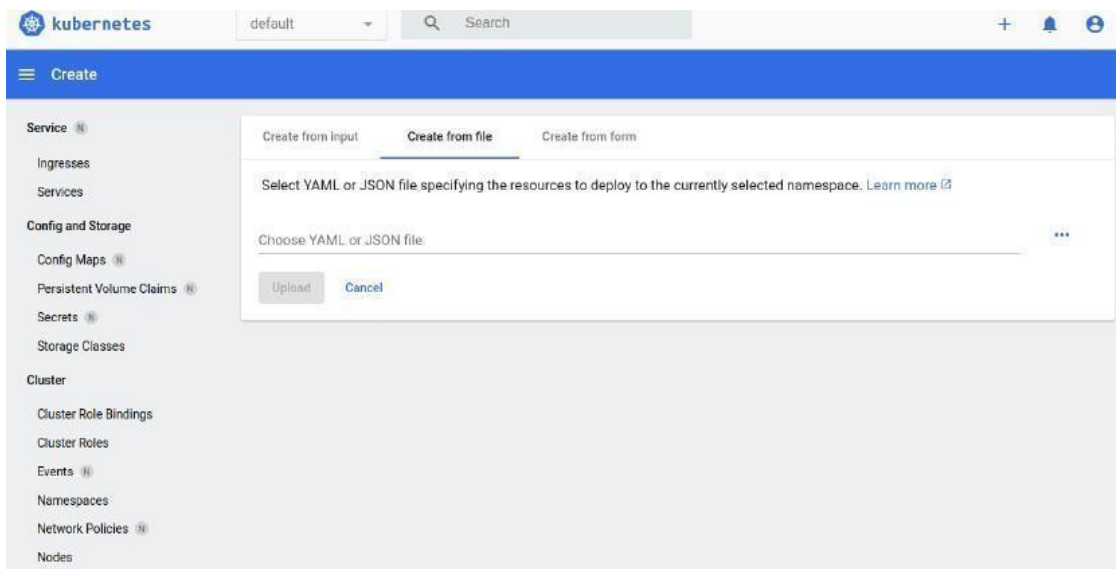 kubernetes
default
Search
Create
Service N
Ingresses
Services
Config and Storage
Config Maps N
Persistent Volume Claims N
Secrets N
Storage Classes
Cluster
Cluster Role Bindings
Cluster Roles
Events N
Namespaces
Network Policies N
Nodes
Create from input
Create from file
Create from form
Select YAML or JSON file specifying the resources to deploy to the currently selected namespace. Learn more
Choose YAML or JSON file
Upload
Cancel